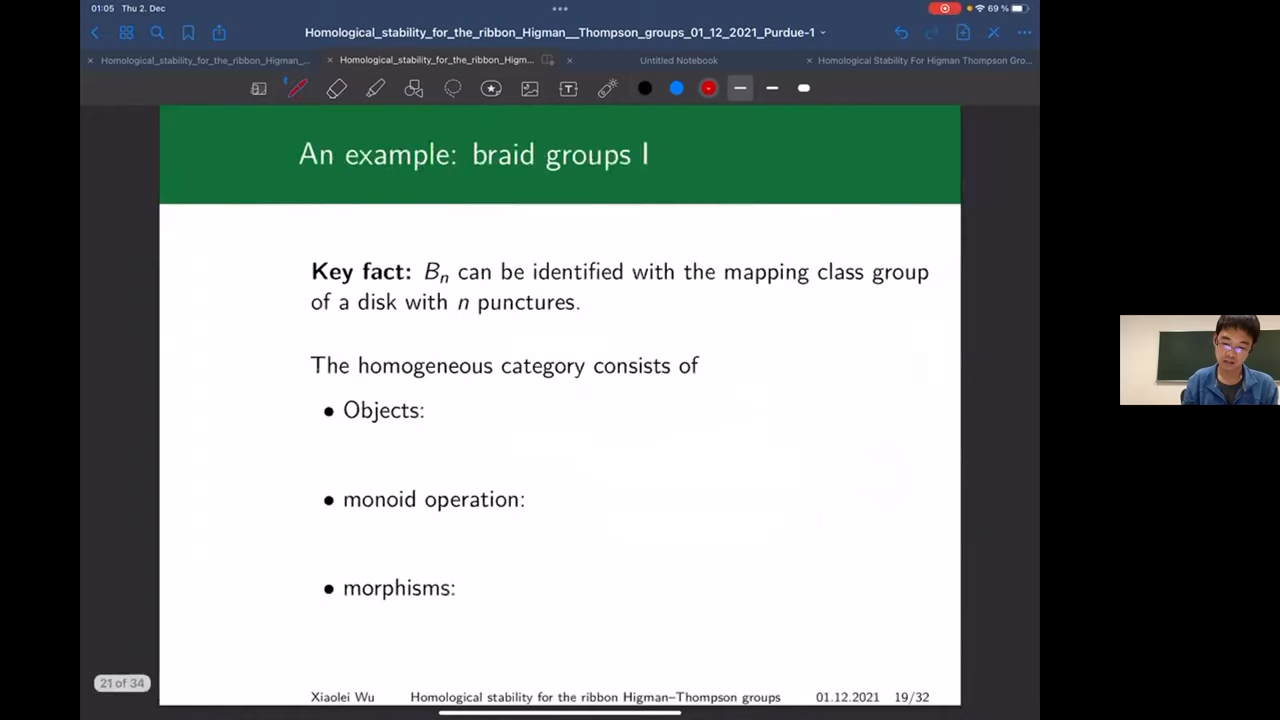 01:05 Thu 2. Dec
69 %
Homological_stability_for_the_ribbon_Higman__Thompson_groups_01_12_2021_Purdue-1
Homological_stability_for_the_ribbon_Higman_...
Homological_stability_for_the_ribbon_Higm...
Untitled Notebook
Homological Stability For Higman Thompson Gro...
An example: braid groups I
Key fact: Bn can be identified with the mapping class group
of a disk with n punctures.
The homogeneous category consists of
• Objects:
• monoid operation:
• morphisms:
21 of 34
Xiaolei Wu Homological stability for the ribbon Higman–Thompson groups 01.12.2021 19/32